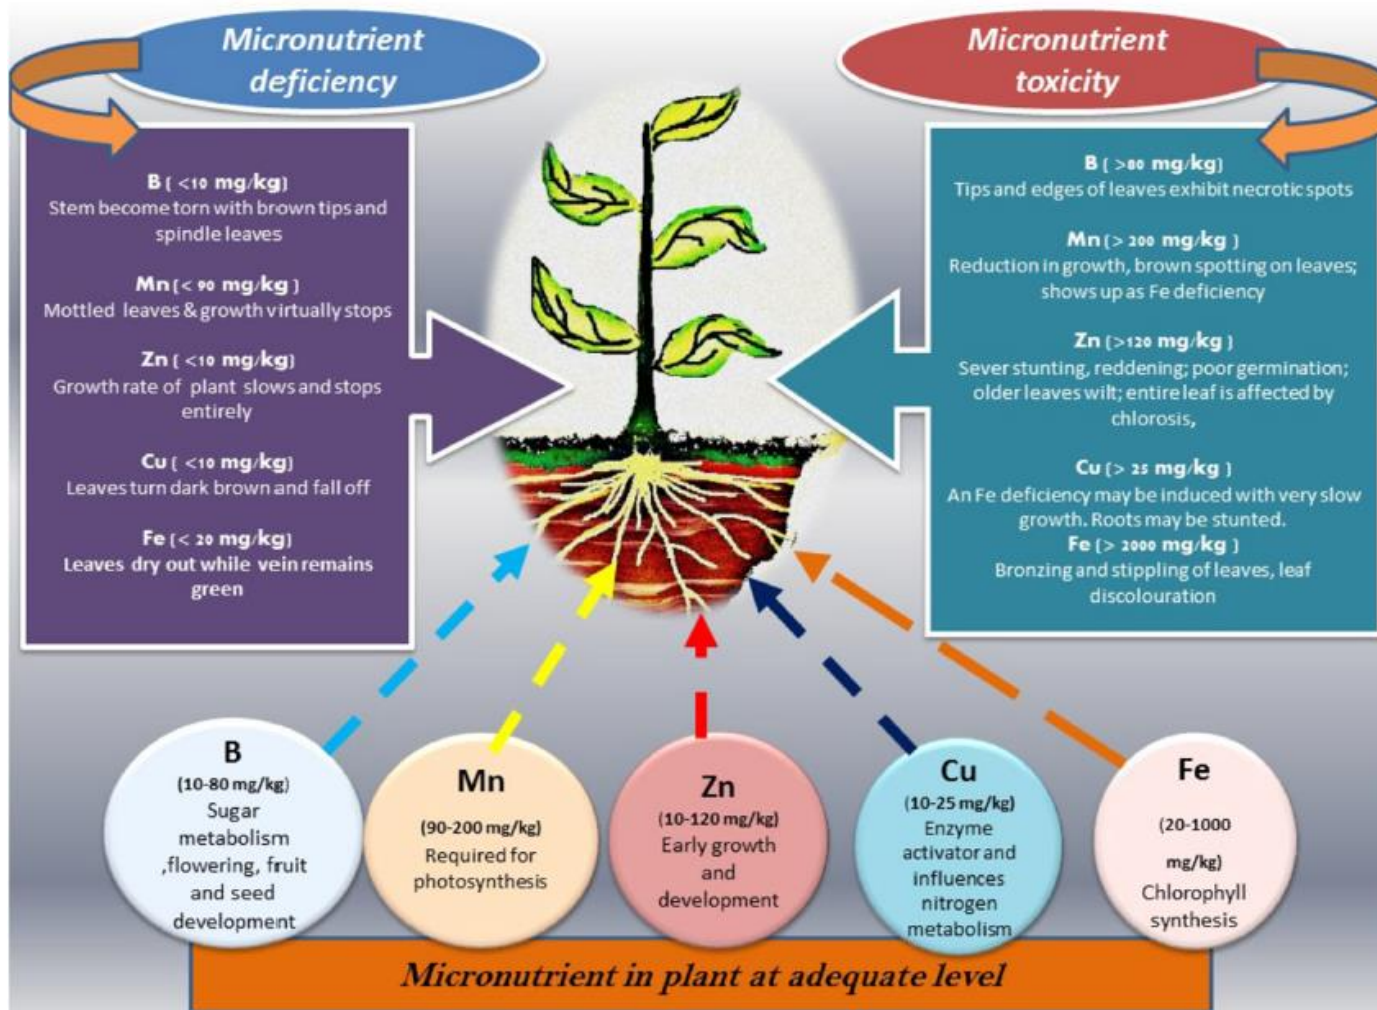 Micronutrient
deficiency
Micronutrient
toxicity
B ( <10 mg/kg)
Stem become torn with brown tips and
spindle leaves
Mn (< 90 mg/kg )
Mottled leaves & growth virtually stops
Zn ( <10 mg/kg)
Growth rate of plant slows and stops
entirely
Cu ( <10 mg/kg)
Leaves turn dark brown and fall off
Fe (< 20 mg/kg)
Leaves dry out while vein remains
green
B ( >80 mg/kg)
Tips and edges of leaves exhibit necrotic spots
Mn (> 200 mg/kg )
Reduction in growth, brown spotting on leaves;
shows up as Fe deficiency
Zn (>120 mg/kg )
Sever stunting, reddening; poor germination;
older leaves wilt; entire leaf is affected by
chlorosis,
Cu (> 25 mg/kg )
An Fe deficiency may be induced with very slow
growth. Roots may be stunted.
Fe (> 2000 mg/kg )
Bronzing and stippling of leaves, leaf
discolouration
B
(10-80 mg/kg)
Sugar
metabolism
,flowering, fruit
and seed
development
Mn
(90-200 mg/kg)
Required for
photosynthesis
Zn
(10-120 mg/kg)
Early growth
and
development
Cu
(10-25 mg/kg)
Enzyme
activator and
influences
nitrogen
metabolism
Fe
(20-1000
mg/kg)
Chlorophyll
synthesis
Micronutrient in plant at adequate level